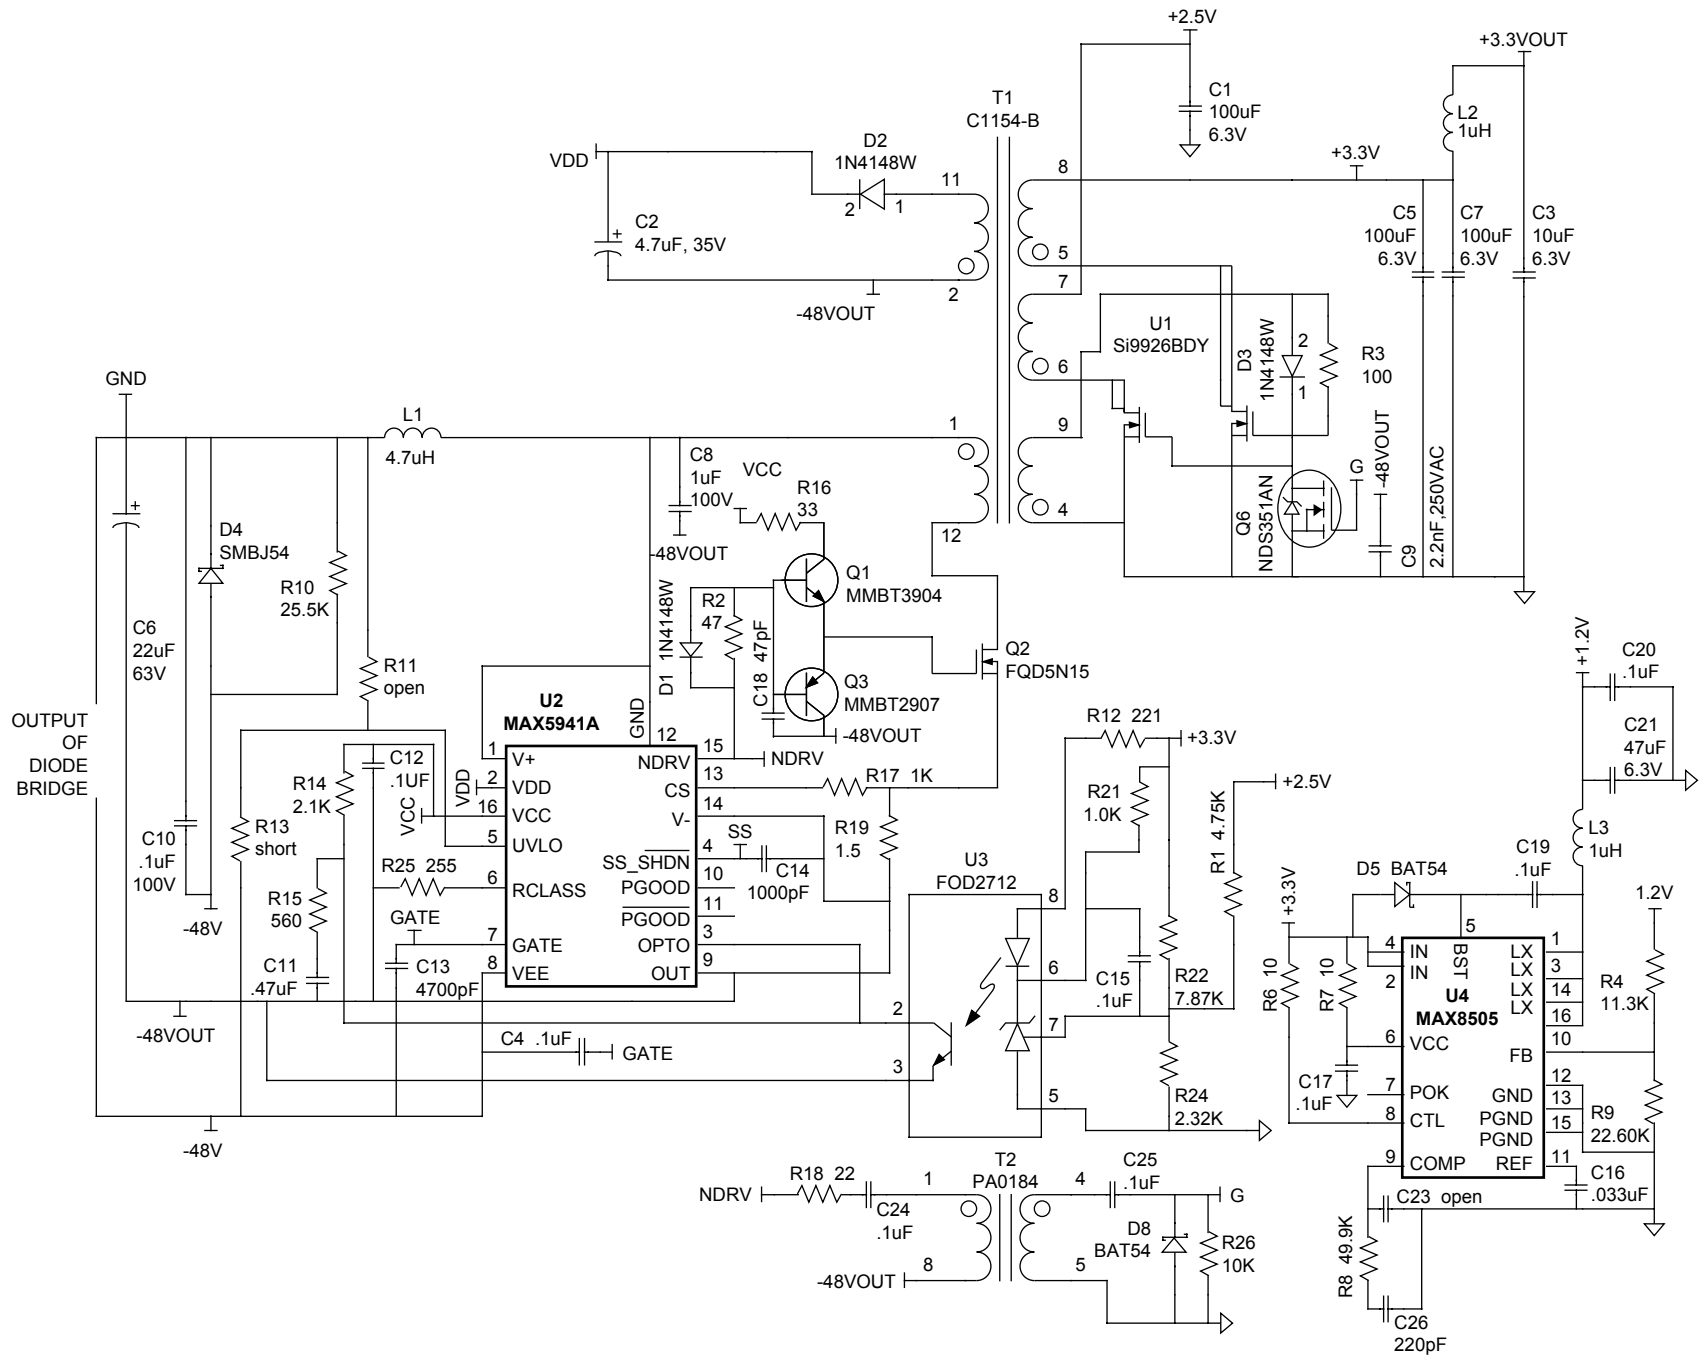 +2.5V
+3.3VOUT
C1
100uF
6.3V
T1
C1154-B
L2
1uH
D2
1N4148W
VDD
11
2
1
8
+3.3V
C2
4.7uF, 35V
+
5
C5
100uF
6.3V
C7
100uF
6.3V
C3
10uF
6.3V
2
-48VOUT
7
U1
Si9926BDY
D3
1N4148W
2
1
R3
100
6
GND
L1
4.7uH
1
9
-48VOUT
C8
1uF
100V
VCC
R16
33
G
4
12
Q6
NDS351AN
C9
2.2nF,250VAC
-48VOUT
+
D4
SMBJ54
R10
25.5K
C6
22uF
63V
R11
open
D1 1N4148W
R2
47
C18 47pF
Q1
MMBT3904
Q2
FQD5N15
Q3
MMBT2907
-48VOUT
+1.2V
C20
.1uF
C21
47uF
6.3V
OUTPUT
OF
DIODE
BRIDGE
U2
MAX5941A
GND
12
1
V+
2
VDD
VDD
16
VCC
VCC
5
UVLO
6
RCLASS
7
GATE
8
VEE
NDRV
15
NDRV
CS
13
V-
14
SS_SHDN
4
PGOOD
10
PGOOD
11
OPTO
3
OUT
9
C12
.1UF
R14
2.1K
R13
short
R25 255
GATE
C13
4700pF
R15
560
C11
.47uF
C10
.1uF
100V
-48V
-48VOUT
-48V
R17 1K
R19
1.5
SS
C14
1000pF
C4 .1uF
GATE
U3
FOD2712
2
3
8
6
7
5
R12 221
+3.3V
R21
1.0K
R1 4.75K
+2.5V
C15
.1uF
R22
7.87K
R24
2.32K
L3
1uH
C19
.1uF
D5 BAT54
+3.3V
1.2V
R6 10
R7 10
R4
11.3K
U4
MAX8505
5
BST
4
IN
IN
2
6
VCC
7
POK
8
CTL
9
COMP
LX
1
LX
3
LX
14
LX
16
FB
10
GND
12
PGND
13
PGND
15
REF
11
C17
.1uF
R9
22.60K
C16
.033uF
C23 open
R8 49.9K
C26
220pF
NDRV
R18 22
C24
.1uF
1
T2
PA0184
4
C25
.1uF
G
D8
BAT54
R26
10K
-48VOUT
8
5